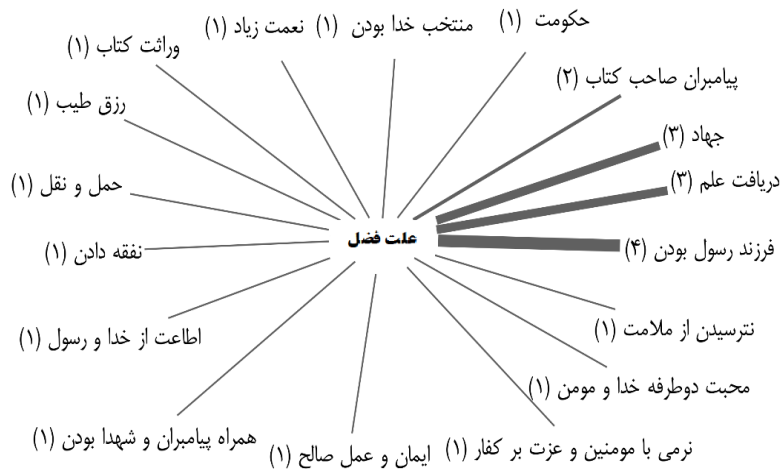 حکومت (۱)
منتخب خدا بودن (۱)
نعمت زیاد (۱)
وراثت کتاب (۱)
رزق طیب (۱)
حمل و نقل (۱)
نفقه دادن (۱)
اطاعت از خدا و رسول (۱)
همراه پیامبران و شهدا بودن (۱)
ایمان و عمل صالح (۱)
نرمی با مومنین و عزت بر کفار (۱)
محبت دوطرفه خدا و مومن (۱)
نترسیدن از ملامت (۱)
فرزند رسول بودن (۴)
دریافت علم (۳)
جهاد (۳)
پیامبران صاحب کتاب (۲)
علت فضل